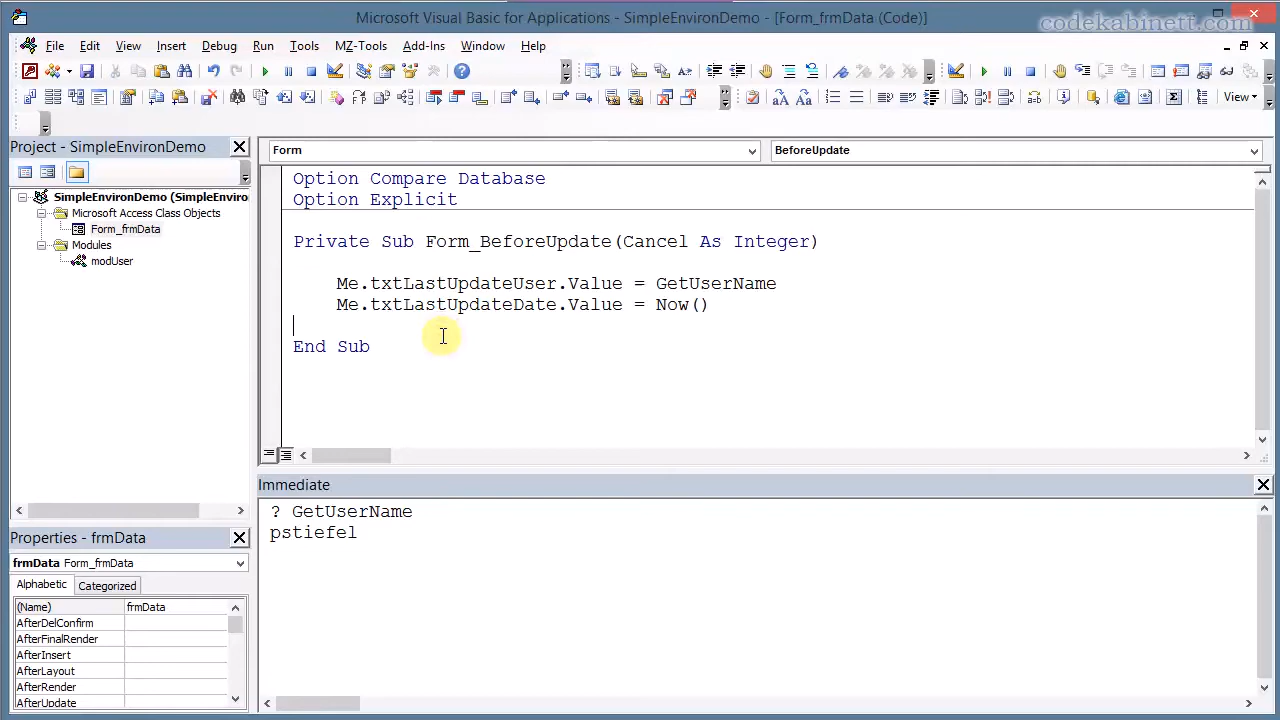 Microsoft Visual Basic for Applications - SimpleEnvironDemo - [Form_frmData (Code)]
codekabinett.com
File Edit View Insert Format Debug Run Tools MZ-Tools Add-Ins Window Help
View
Project - SimpleEnvironDemo
SimpleEnvironDemo (SimpleEnviro
Microsoft Access Class Objects
Form_frmData
Modules
modUser
Form
BeforeUpdate
Option Compare Database
Option Explicit
Private Sub Form_BeforeUpdate(Cancel As Integer)
Me.txtLastUpdateUser.Value = GetUserName
Me.txtLastUpdateDate.Value = Now()
End Sub
Properties - frmData
frmData Form_frmData
Alphabetic Categorized
(Name) frmData
AfterDelConfirm
AfterFinalRender
AfterInsert
AfterLayout
AfterRender
AfterUpdate
Immediate
? GetUserName
pstiefel